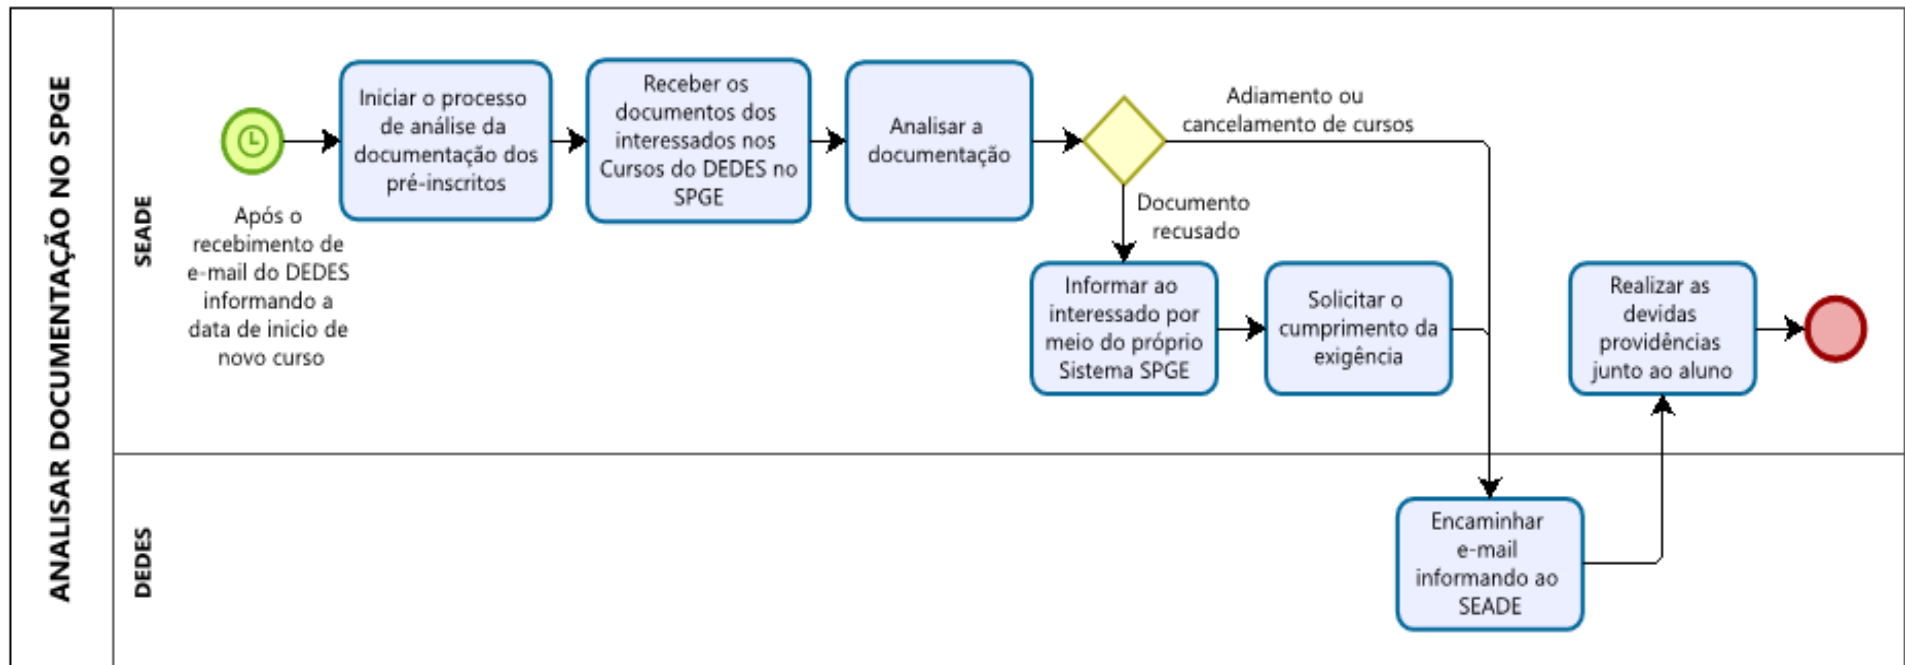 ANALISAR DOCUMENTAÇÃO NO SPGE
SEADE
Após o
recebimento de
e-mail do DEDES
informando a
data de inicio de
novo curso
Iniciar o processo
de análise da
documentação dos
pré-inscritos
Receber os
documentos dos
interessados nos
Cursos do DEDES no
SPGE
Analisar a
documentação
Adiamento ou
cancelamento de cursos
Documento
recusado
Informar ao
interessado por
meio do próprio
Sistema SPGE
Solicitar o
cumprimento da
exigência
Realizar as
devidas
providências
junto ao aluno
DEDES
Encaminhar
e-mail
informando ao
SEADE